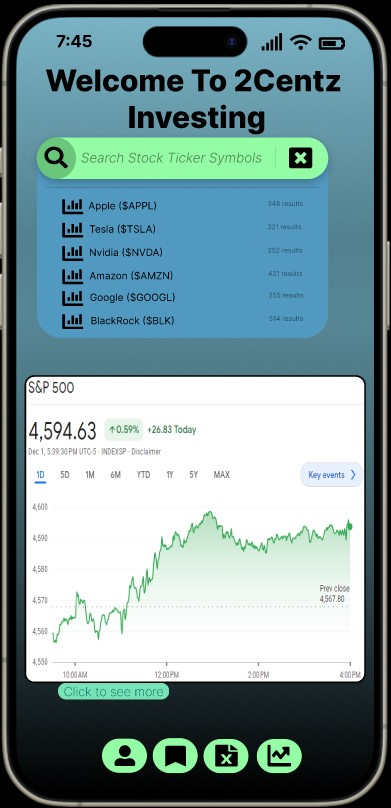 7:45
Welcome To 2Centz
Investing
Search Stock Ticker Symbols
Apple ($APPL) 348 results
Tesla ($TSLA) 321 results
Nvidia ($NVDA) 252 results
Amazon ($AMZN) 421 results
Google ($GOOGL) 255 results
BlackRock ($BLK) 514 results
S&P 500
4,594.63 ↑0.59% +26.83 Today
Dec 1, 5:39:30 PM UTC-5 · INDEXSP · Disclaimer
1D 5D 1M 6M YTD 1Y 5Y MAX Key events
4,600
4,590
4,580
Prev close
4,570 4,567.80
4,560
4,550
10:00 AM 12:00 PM 2:00 PM 4:00 PM
Click to see more